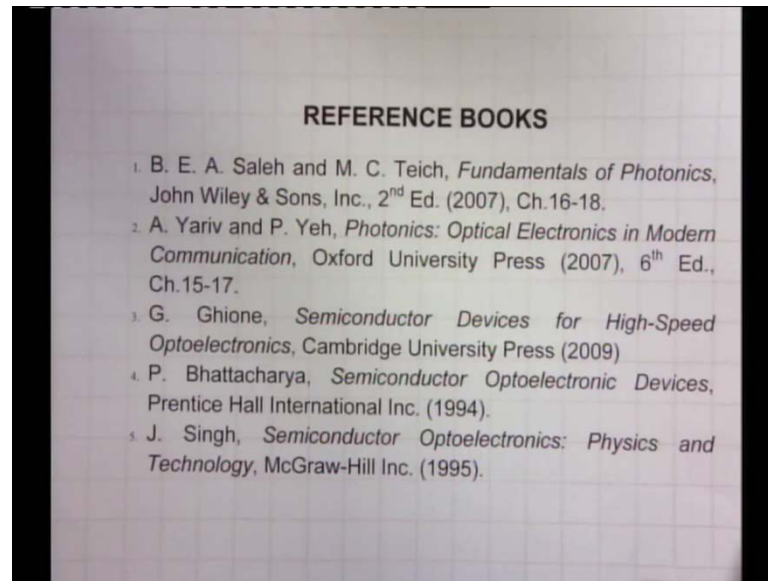 REFERENCE BOOKS
1. B. E. A. Saleh and M. C. Teich, Fundamentals of Photonics,
John Wiley & Sons, Inc., 2nd Ed. (2007), Ch.16-18.
2. A. Yariv and P. Yeh, Photonics: Optical Electronics in Modern
Communication, Oxford University Press (2007), 6th Ed.,
Ch.15-17.
3. G. Ghione, Semiconductor Devices for High-Speed
Optoelectronics, Cambridge University Press (2009)
4. P. Bhattacharya, Semiconductor Optoelectronic Devices,
Prentice Hall International Inc. (1994).
5. J. Singh, Semiconductor Optoelectronics: Physics and
Technology, McGraw-Hill Inc. (1995).